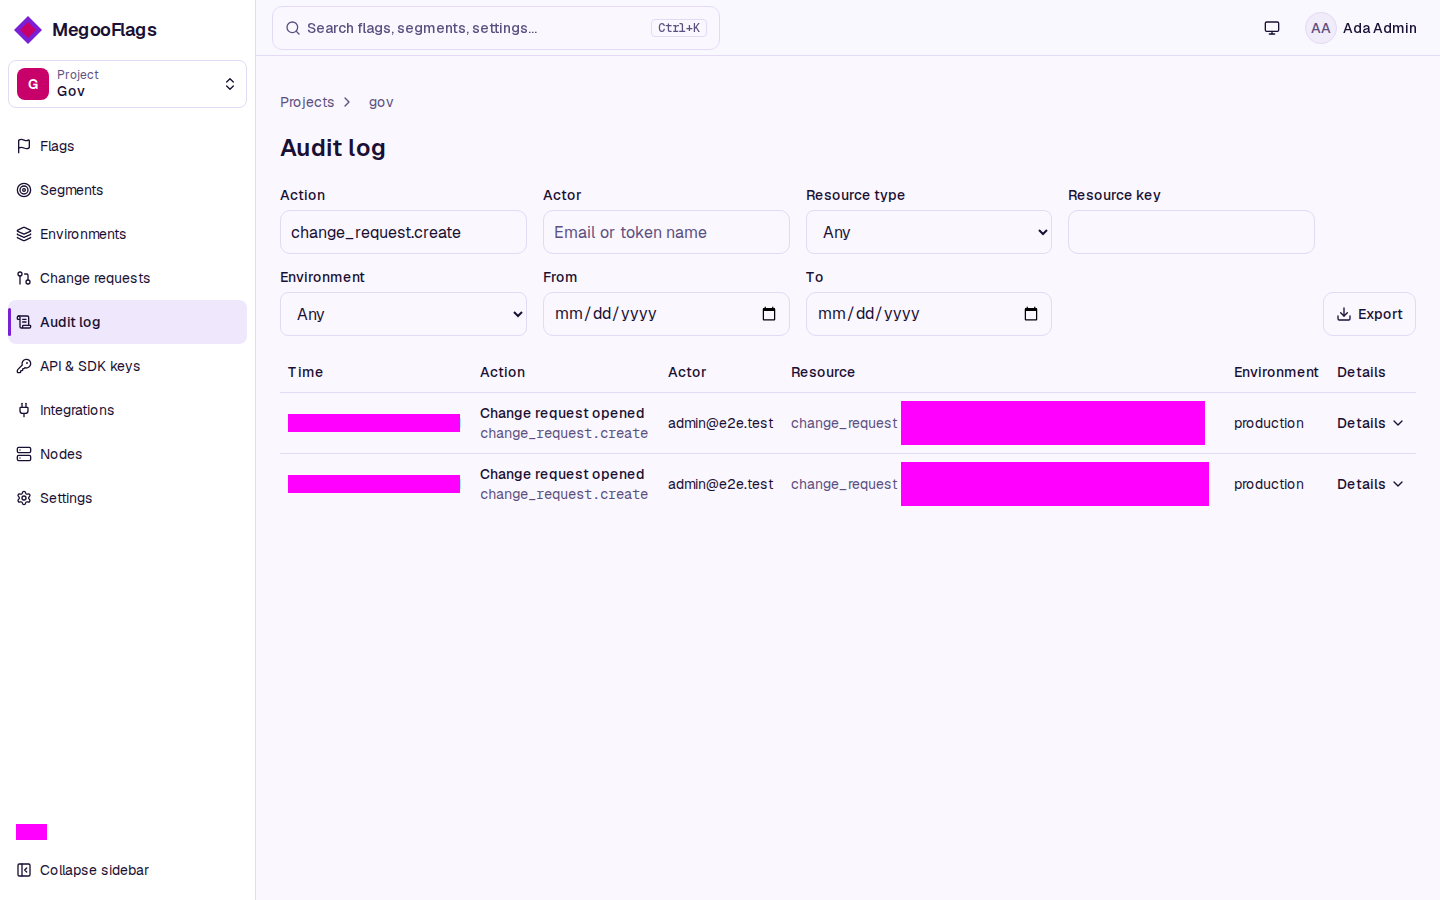 MegooFlags
Search flags, segments, settings...
Ctrl+K
AA
Ada Admin
G
Project
Gov
Flags
Segments
Environments
Change requests
Audit log
API & SDK keys
Integrations
Nodes
Settings
Collapse sidebar
Projects
gov
Audit log
Action
Actor
Resource type
Resource key
change_request.create
Email or token name
Any
Environment
From
To
Any
mm/dd/yyyy
mm/dd/yyyy
Export
Time
Action
Actor
Resource
Environment
Details
Change request opened
change_request.create
admin@e2e.test
change_request
production
Details
Change request opened
change_request.create
admin@e2e.test
change_request
production
Details